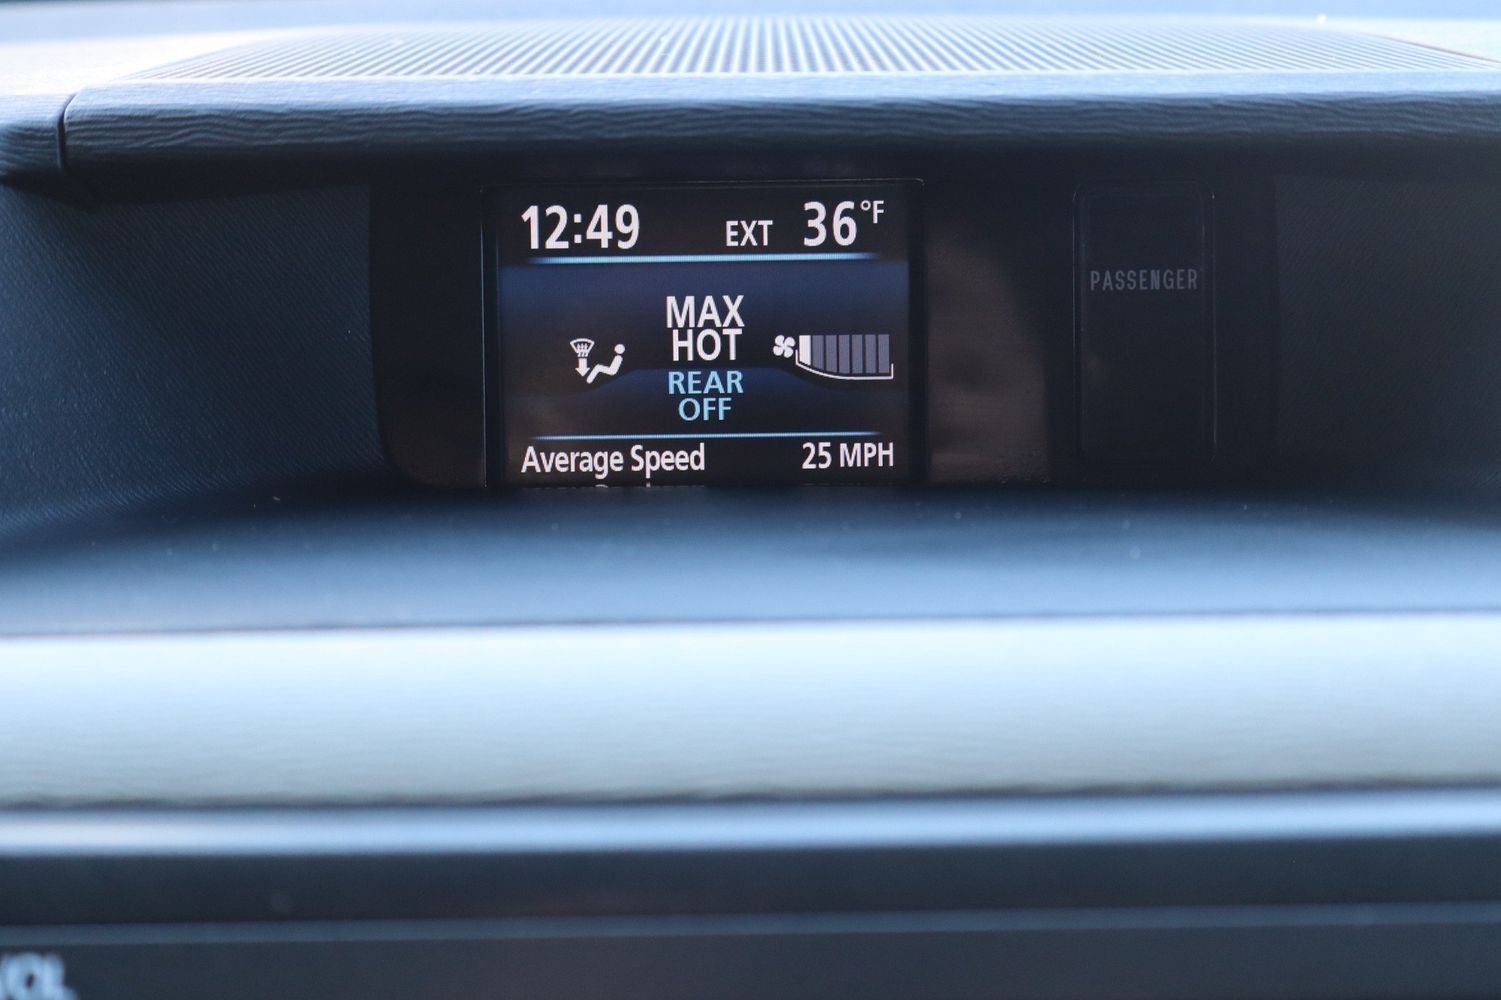 12:49 EXT 36°F
MAX
HOT
REAR
OFF
Average Speed 25 MPH
PASSENGER